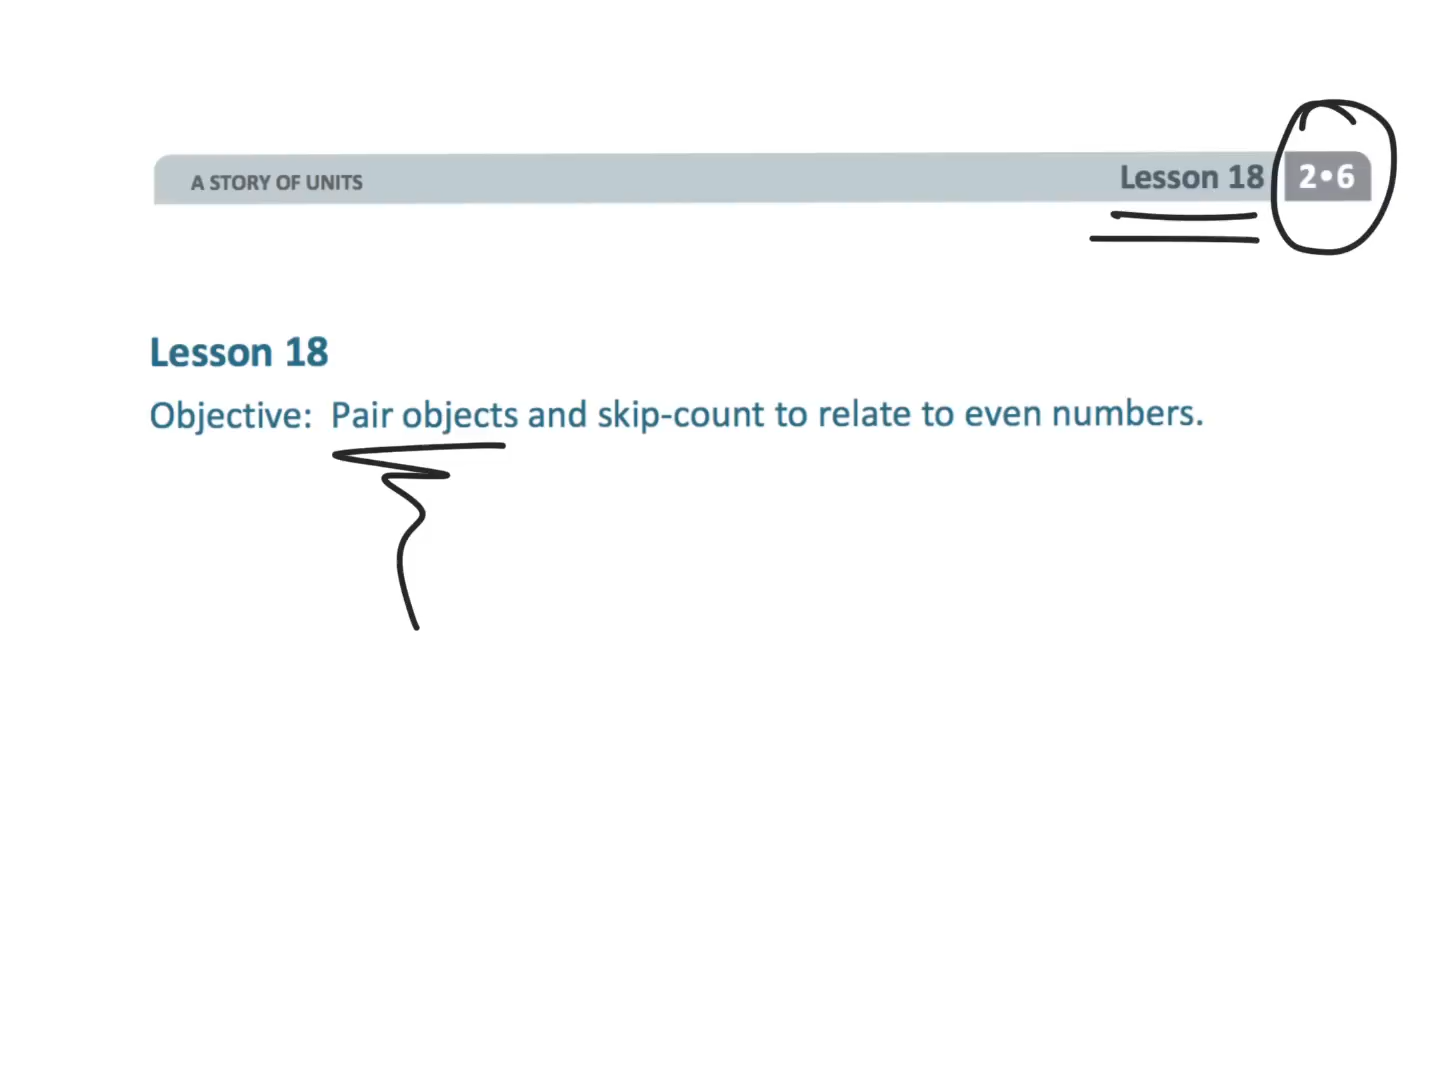 A STORY OF UNITS Lesson 18 2•6
Lesson 18
Objective: Pair objects and skip-count to relate to even numbers.